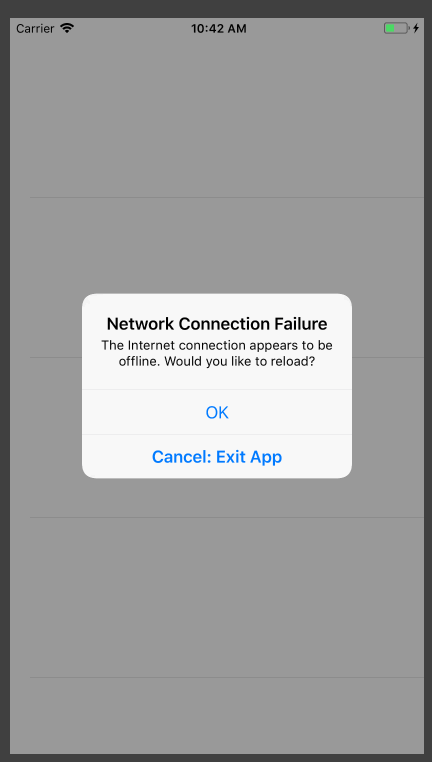 Carrier 10:42 AM
Network Connection Failure
The Internet connection appears to be
offline. Would you like to reload?
OK
Cancel: Exit App